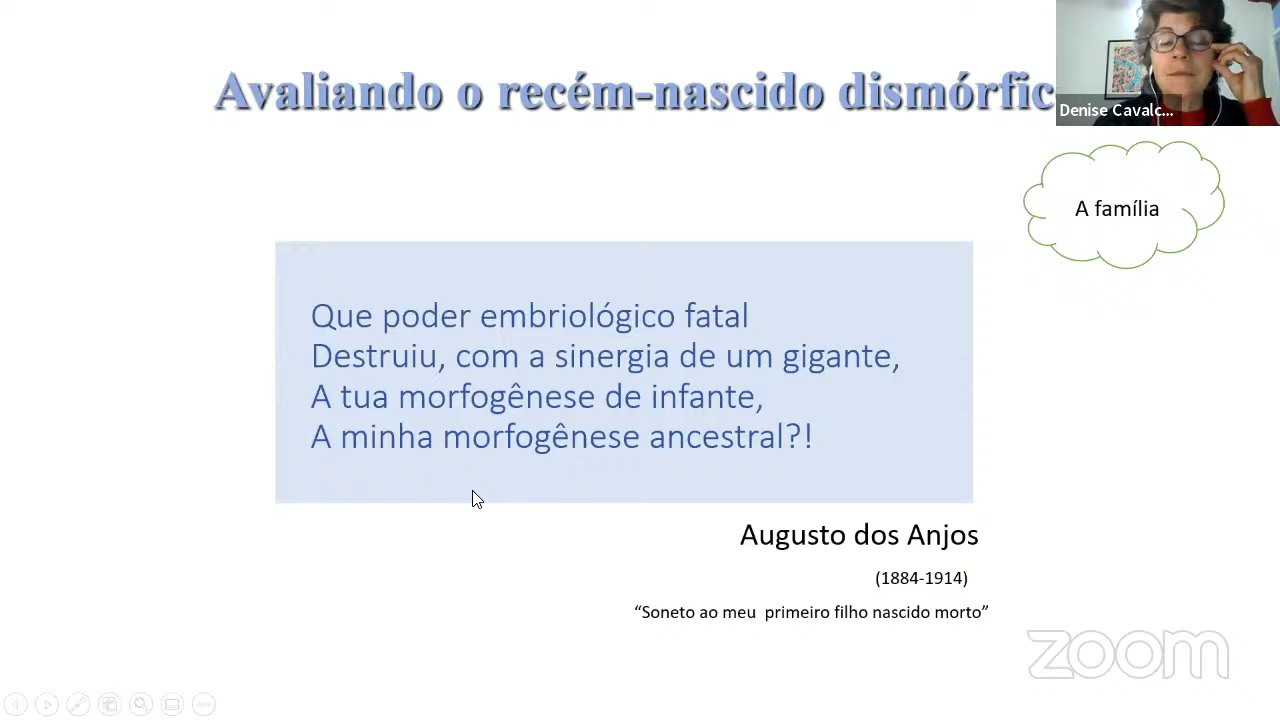 Avaliando o recém-nascido dismórfic
Denise Cavalc...
A família
Que poder embriológico fatal
Destruiu, com a sinergia de um gigante,
A tua morfogênese de infante,
A minha morfogênese ancestral?!
Augusto dos Anjos
(1884-1914)
“Soneto ao meu primeiro filho nascido morto”
zoom